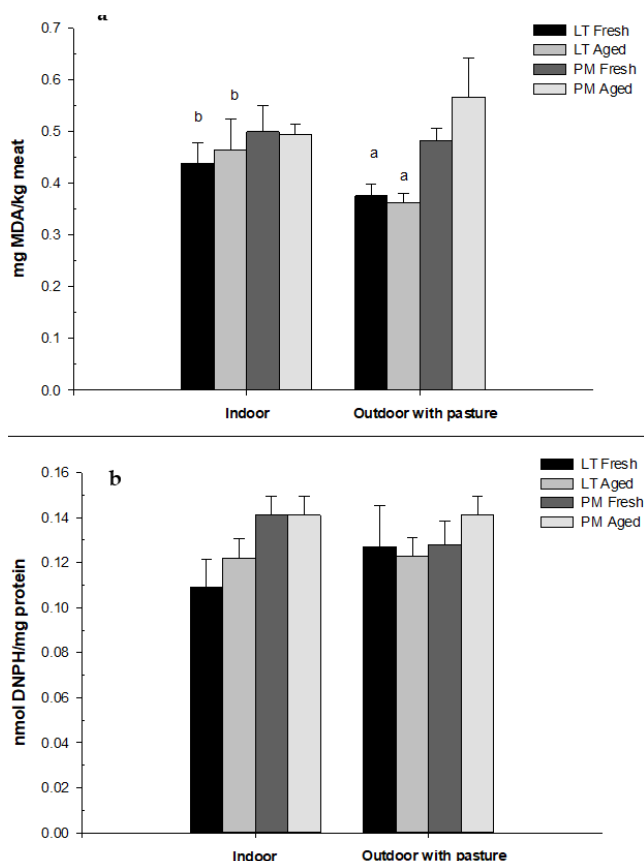 a
LT Fresh
LT Aged
PM Fresh
PM Aged
mg MDA/kg meat
0.7
0.6
0.5
0.4
0.3
0.2
0.1
0.0
b
b
a
a
Indoor
Outdoor with pasture
b
LT Fresh
LT Aged
PM Fresh
PM Aged
nmol DNPH/mg protein
0.16
0.14
0.12
0.10
0.08
0.06
0.04
0.02
0.00
Indoor
Outdoor with pasture